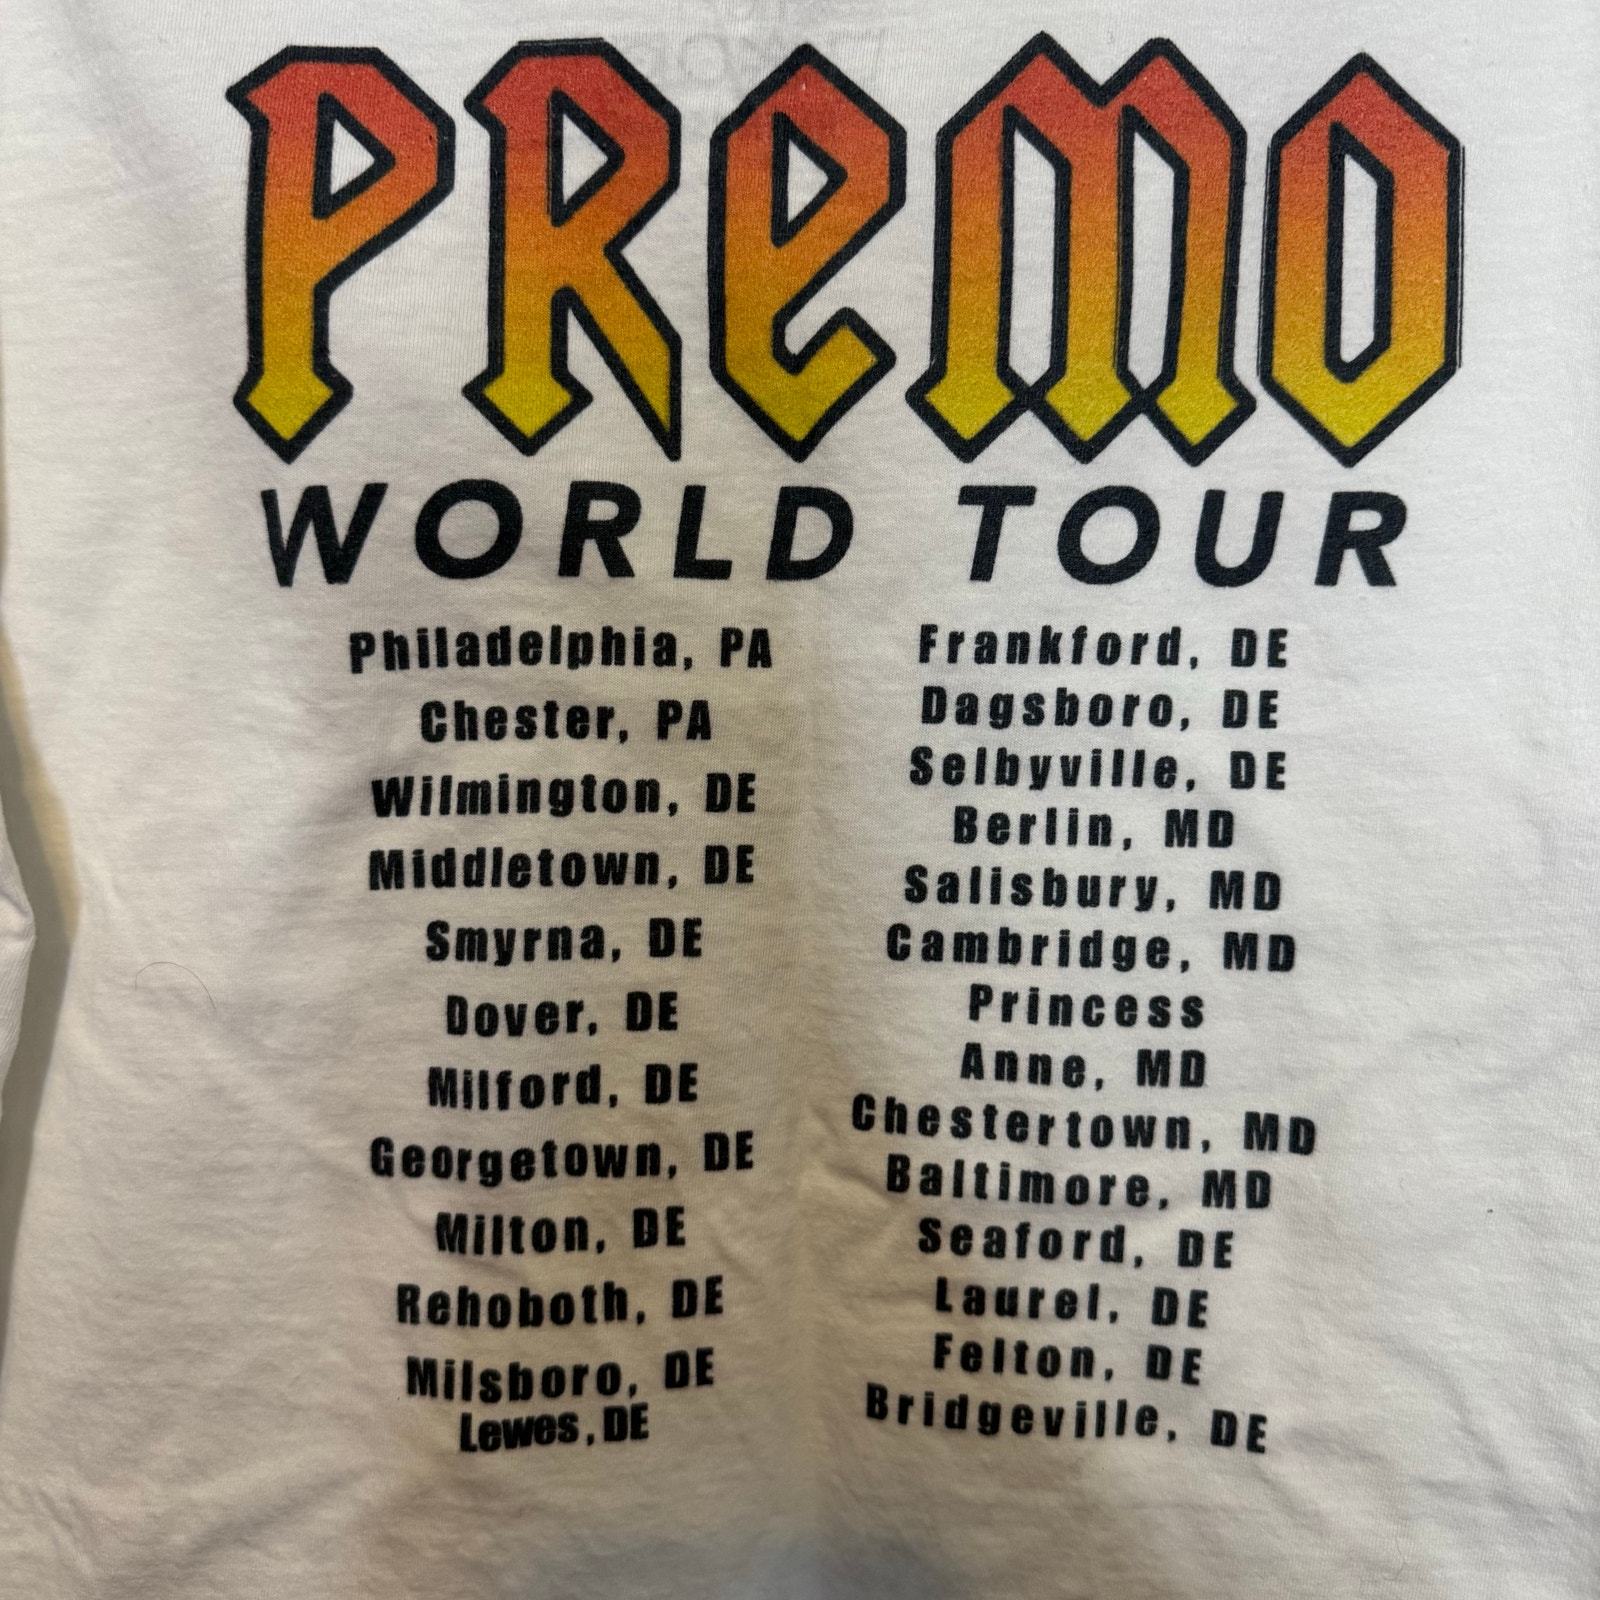 PReMO
WORLD TOUR
Philadelphia, PA
Chester, PA
Wilmington, DE
Middletown, DE
Smyrna, DE
Dover, DE
Milford, DE
Georgetown, DE
Milton, DE
Rehoboth, DE
Milsboro, DE
Lewes, DE
Frankford, DE
Dagsboro, DE
Selbyville, DE
Berlin, MD
Salisbury, MD
Cambridge, MD
Princess
Anne, MD
Chestertown, MD
Baltimore, MD
Seaford, DE
Laurel, DE
Felton, DE
Bridgeville, DE